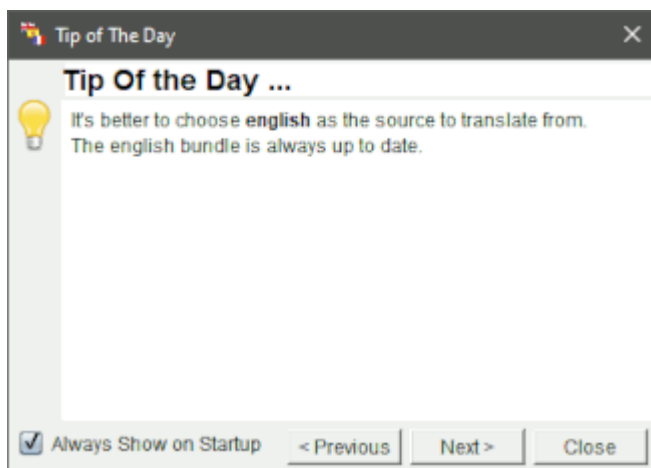 Tip of The Day
Tip Of the Day ...
It's better to choose english as the source to translate from.
The english bundle is always up to date.
Always Show on Startup
< Previous
Next >
Close